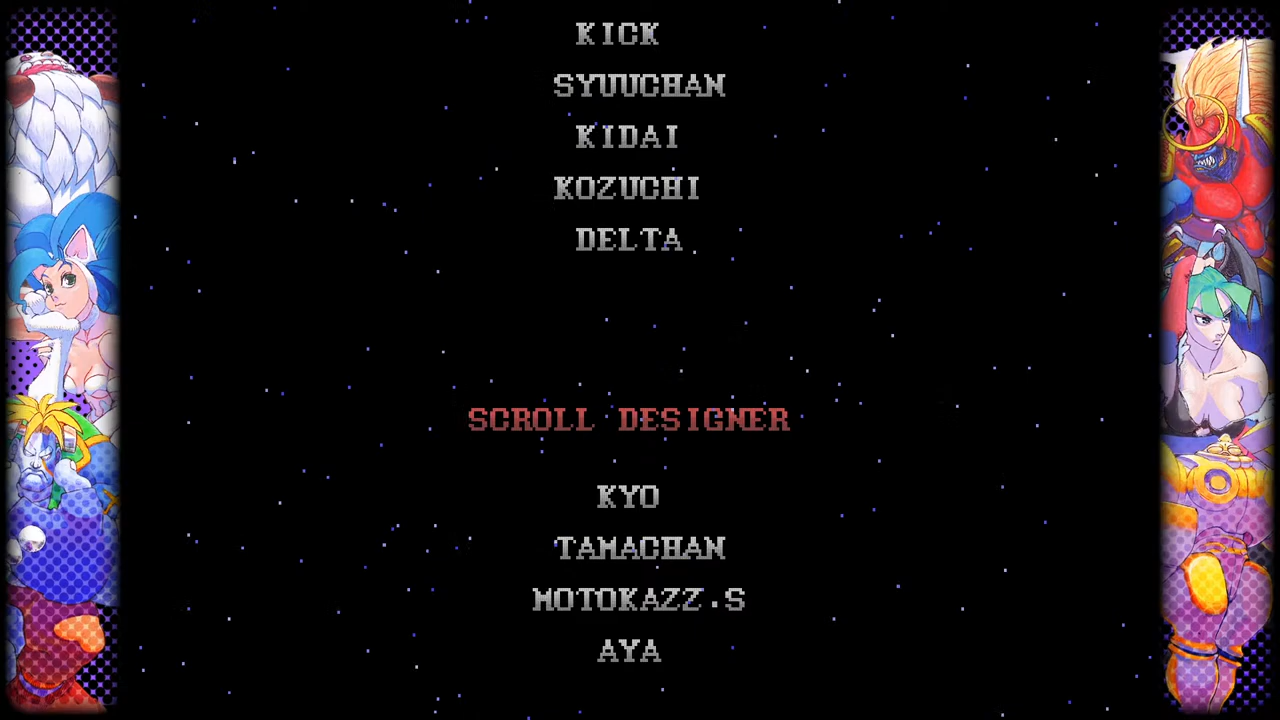 KICK
SYUUCHAN
KIDAI
KOZUCHI
DELTA
SCROLL DESIGNER
KYO
TAMACHAN
MOTOKAZZ.S
AYA